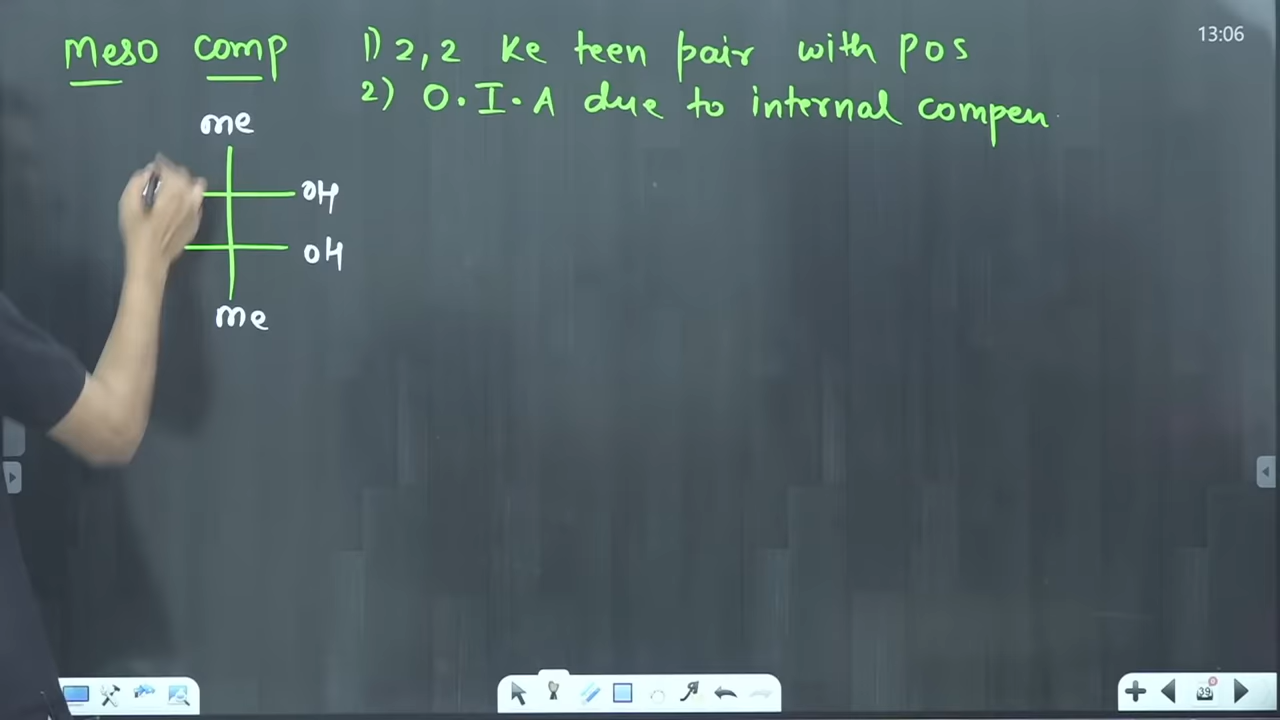 Meso comp
1) 2,2 Ke teen pair with POS
2) O.I.A due to internal compen
me
OH
OH
me
13:06
39